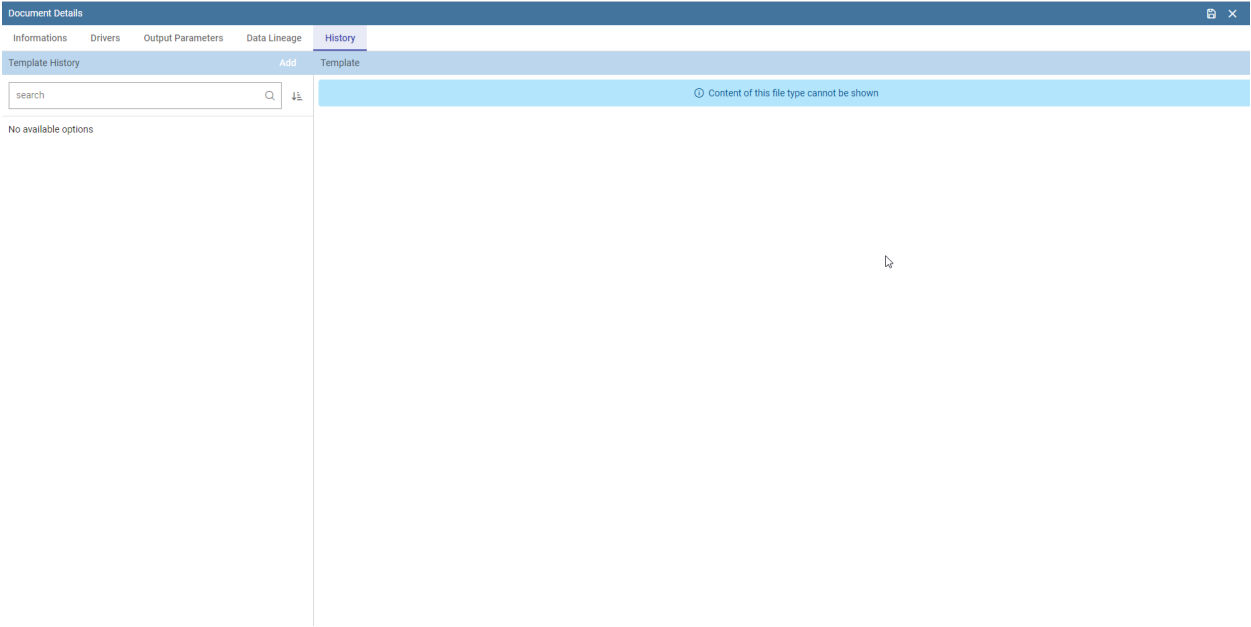 Document Details
Informations Drivers Output Parameters Data Lineage History
Template History Add Template
search
Content of this file type cannot be shown
No available options